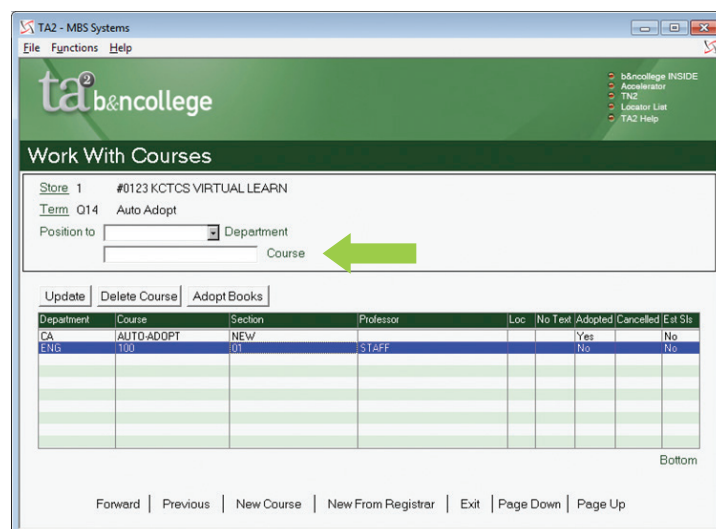 TA2 - MBS Systems
File Functions Help
ta2 b&ncollege
b&ncollege INSIDE
Accelerator
TN2
Locator List
TA2 Help
Work With Courses
Store 1 #0123 KCTCS VIRTUAL LEARN
Term Q14 Auto Adopt
Position to Department
Course
Update Delete Course Adopt Books
Department Course Section Professor Loc No Text Adopted Cancelled Est Sls
CA AUTO-ADOPT NEW Yes No
ENG 100 01 STAFF No No
Bottom
Forward Previous New Course New From Registrar Exit Page Down Page Up